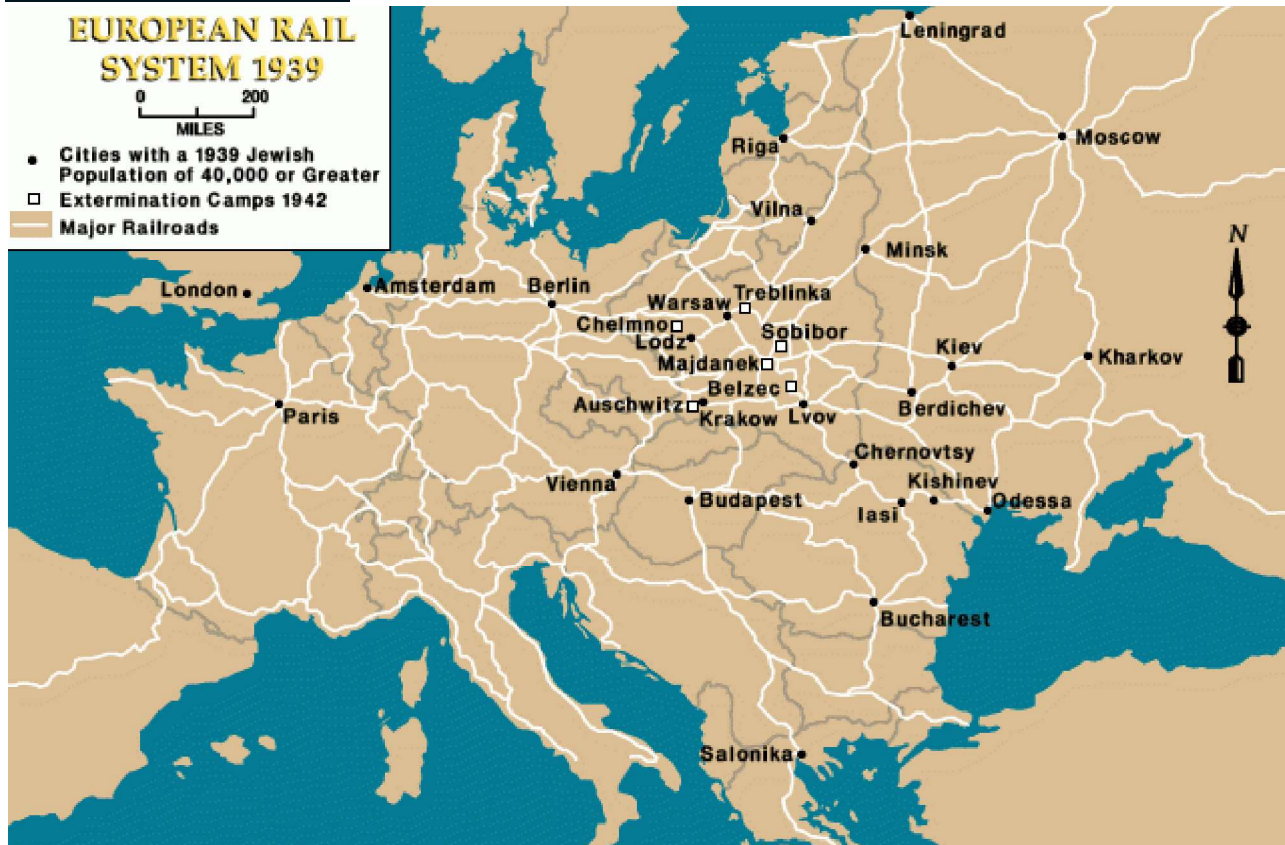 EUROPEAN RAIL
SYSTEM 1939
0 200
MILES
Cities with a 1939 Jewish
Population of 40,000 or Greater
Extermination Camps 1942
Major Railroads
Leningrad
Moscow
Riga
Vilna
Minsk
N
London
Amsterdam
Berlin
Warsaw
Treblinka
Chelmno
Lodz
Sobibor
Majdanek
Kiev
Kharkov
Belzec
Auschwitz
Krakow
Lvov
Berdichev
Paris
Chernovtsy
Vienna
Budapest
Kishinev
Iasi
Odessa
Bucharest
Salonika